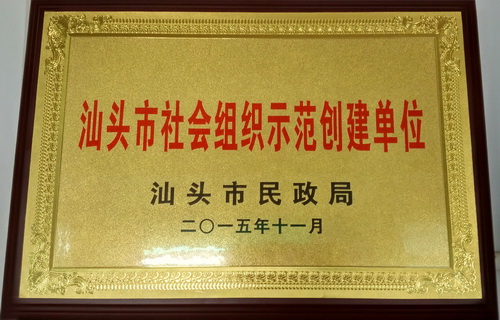 汕头市社会组织示范创建单位
汕头市民政局
二〇一五年十一月